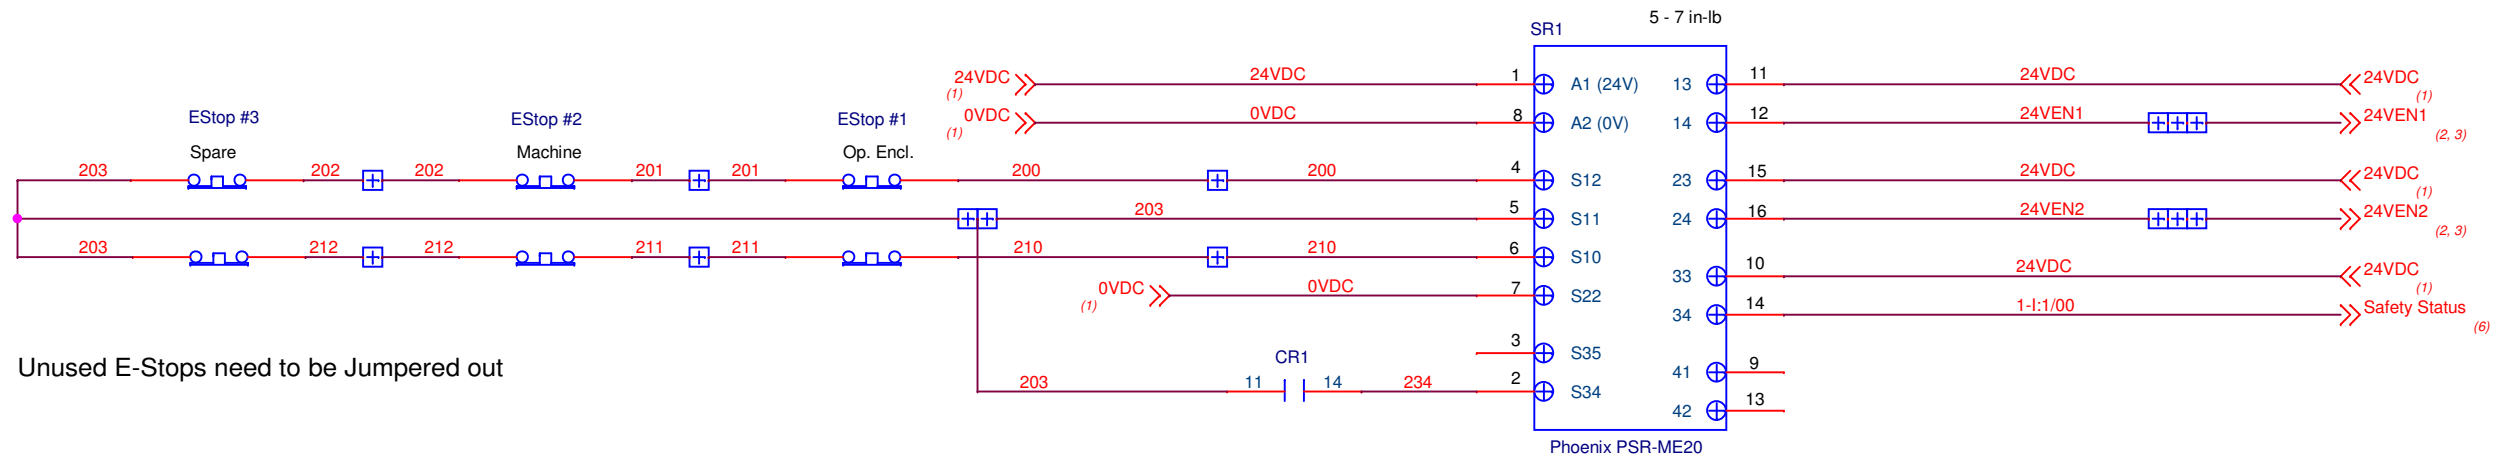 5 - 7 in-lb
SR1
24VDC
(1)
24VDC
1
A1 (24V)
13
11
24VDC
24VDC
(1)
0VDC
(1)
0VDC
8
A2 (0V)
14
12
24VEN1
24VEN1
(2, 3)
EStop #3
EStop #2
EStop #1
Spare
Machine
Op. Encl.
203
202
202
201
201
200
200
4
S12
23
15
24VDC
24VDC
(1)
203
5
S11
24
16
24VEN2
24VEN2
(2, 3)
203
212
212
211
211
210
210
6
S10
33
10
24VDC
24VDC
(1)
0VDC
(1)
0VDC
7
S22
34
14
1-I:1/00
Safety Status
(6)
3
S35
41
9
Unused E-Stops need to be Jumpered out
CR1
203
11
14
234
2
S34
42
13
Phoenix PSR-ME20